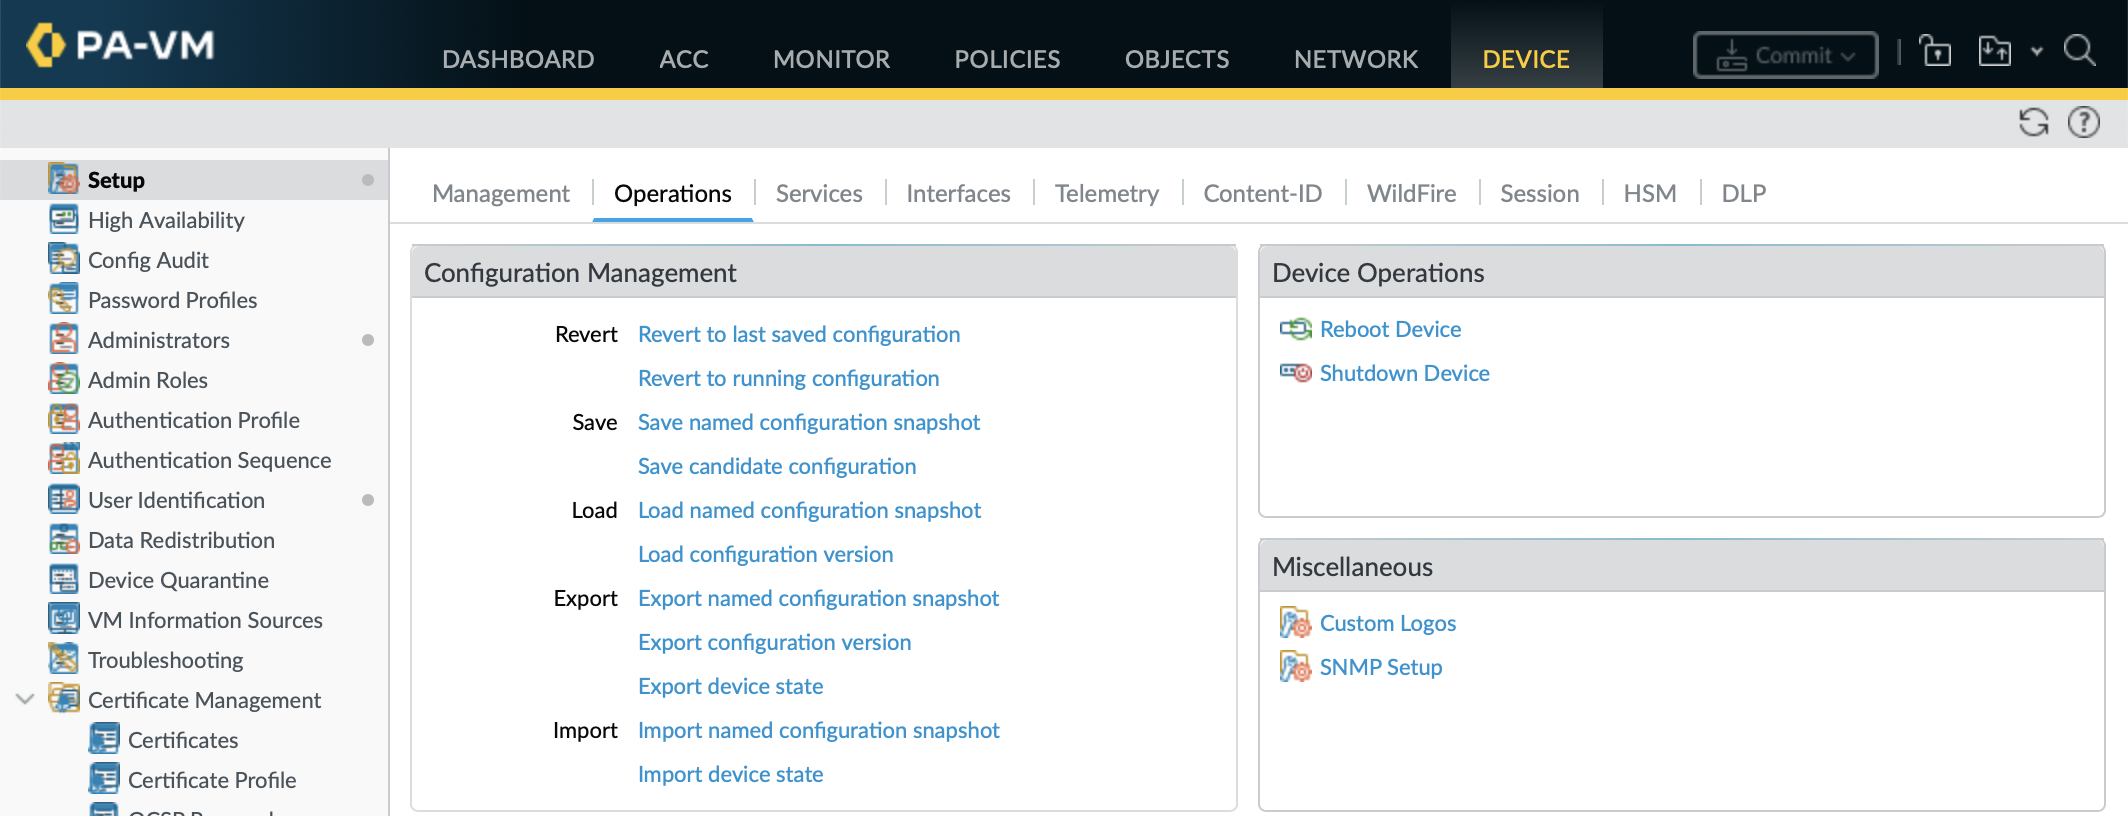 PA-VM
DASHBOARD ACC MONITOR POLICIES OBJECTS NETWORK DEVICE Commit
Setup
High Availability
Config Audit
Password Profiles
Administrators
Admin Roles
Authentication Profile
Authentication Sequence
User Identification
Data Redistribution
Device Quarantine
VM Information Sources
Troubleshooting
Certificate Management
Certificates
Certificate Profile
Management Operations Services Interfaces Telemetry Content-ID WildFire Session HSM DLP
Configuration Management
Revert Revert to last saved configuration
Revert to running configuration
Save Save named configuration snapshot
Save candidate configuration
Load Load named configuration snapshot
Load configuration version
Export Export named configuration snapshot
Export configuration version
Export device state
Import Import named configuration snapshot
Import device state
Device Operations
Reboot Device
Shutdown Device
Miscellaneous
Custom Logos
SNMP Setup